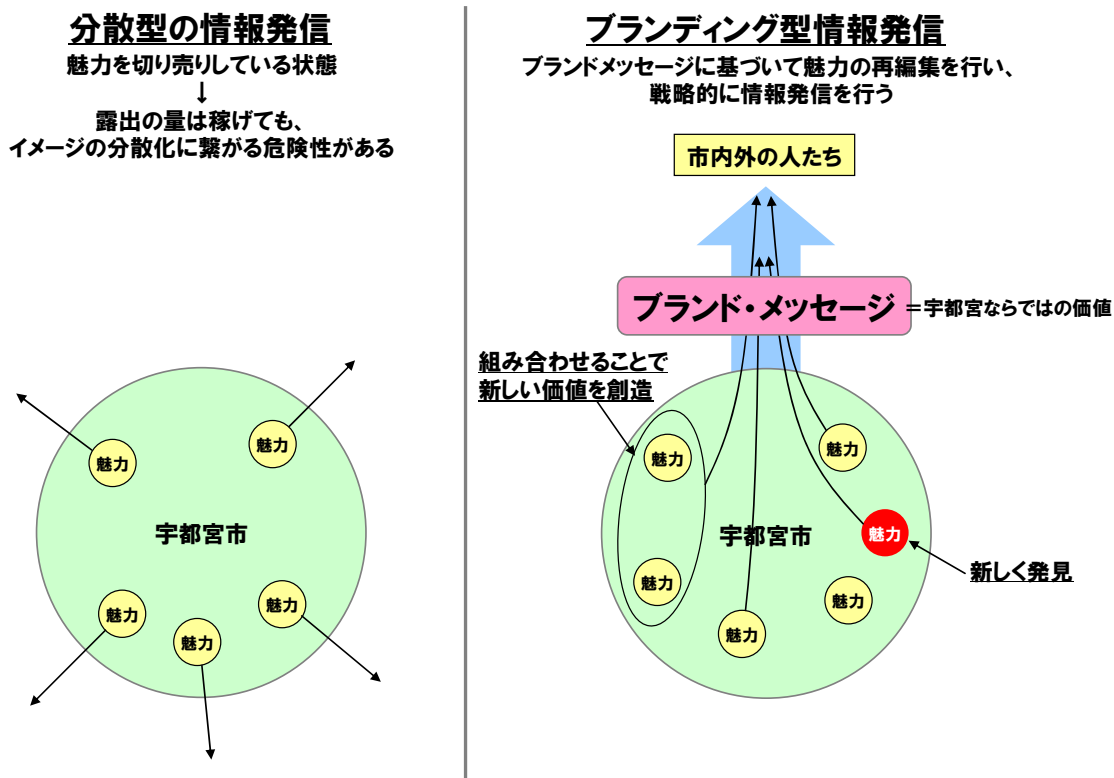 分散型の情報発信
魅力を切り売りしている状態
↓
露出の量は稼げても、
イメージの分散化に繋がる危険性がある
魅力
魅力
宇都宮市
魅力
魅力
魅力
ブランディング型情報発信
ブランドメッセージに基づいて魅力の再編集を行い、
戦略的に情報発信を行う
市内外の人たち
ブランド・メッセージ
＝宇都宮ならではの価値
組み合わせることで
新しい価値を創造
魅力
魅力
宇都宮市
魅力
新しく発見
魅力
魅力
魅力